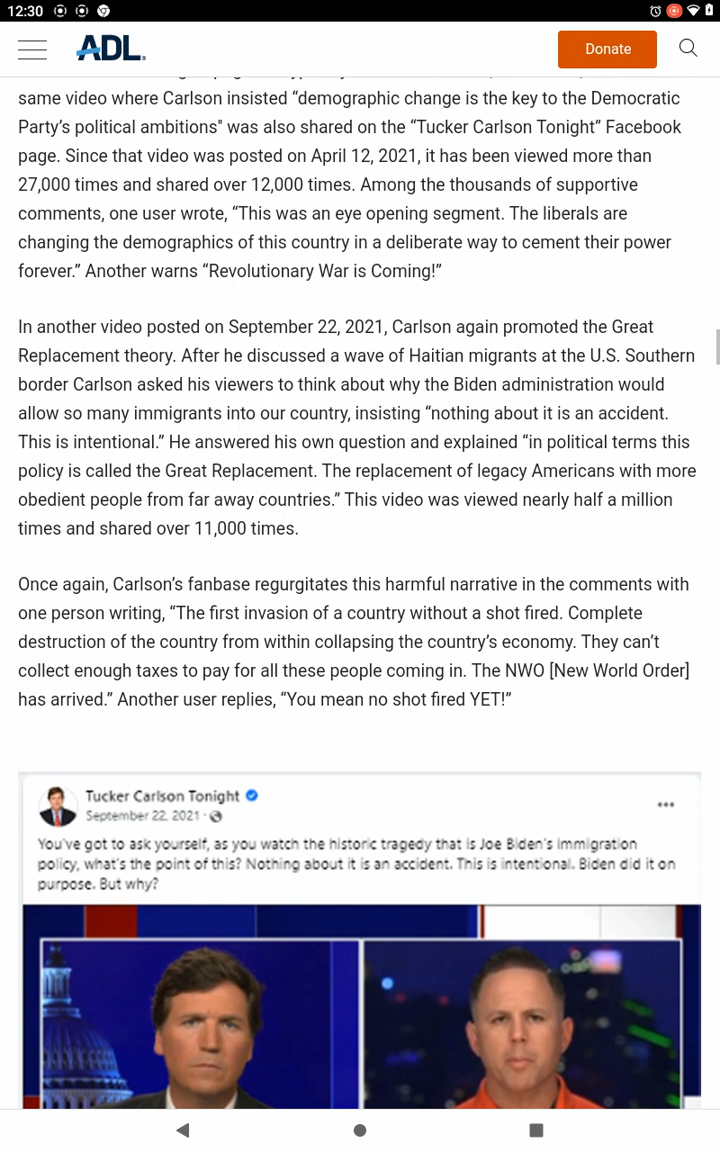 12:30
ADL.
Donate
same video where Carlson insisted “demographic change is the key to the Democratic
Party’s political ambitions" was also shared on the “Tucker Carlson Tonight” Facebook
page. Since that video was posted on April 12, 2021, it has been viewed more than
27,000 times and shared over 12,000 times. Among the thousands of supportive
comments, one user wrote, “This was an eye opening segment. The liberals are
changing the demographics of this country in a deliberate way to cement their power
forever.” Another warns “Revolutionary War is Coming!”
In another video posted on September 22, 2021, Carlson again promoted the Great
Replacement theory. After he discussed a wave of Haitian migrants at the U.S. Southern
border Carlson asked his viewers to think about why the Biden administration would
allow so many immigrants into our country, insisting “nothing about it is an accident.
This is intentional.” He answered his own question and explained “in political terms this
policy is called the Great Replacement. The replacement of legacy Americans with more
obedient people from far away countries.” This video was viewed nearly half a million
times and shared over 11,000 times.
Once again, Carlson’s fanbase regurgitates this harmful narrative in the comments with
one person writing, “The first invasion of a country without a shot fired. Complete
destruction of the country from within collapsing the country’s economy. They can’t
collect enough taxes to pay for all these people coming in. The NWO [New World Order]
has arrived.” Another user replies, “You mean no shot fired YET!”
Tucker Carlson Tonight
September 22, 2021 ·
You've got to ask yourself, as you watch the historic tragedy that is Joe Biden's immigration
policy, what's the point of this? Nothing about it is an accident. This is intentional. Biden did it on
purpose. But why?